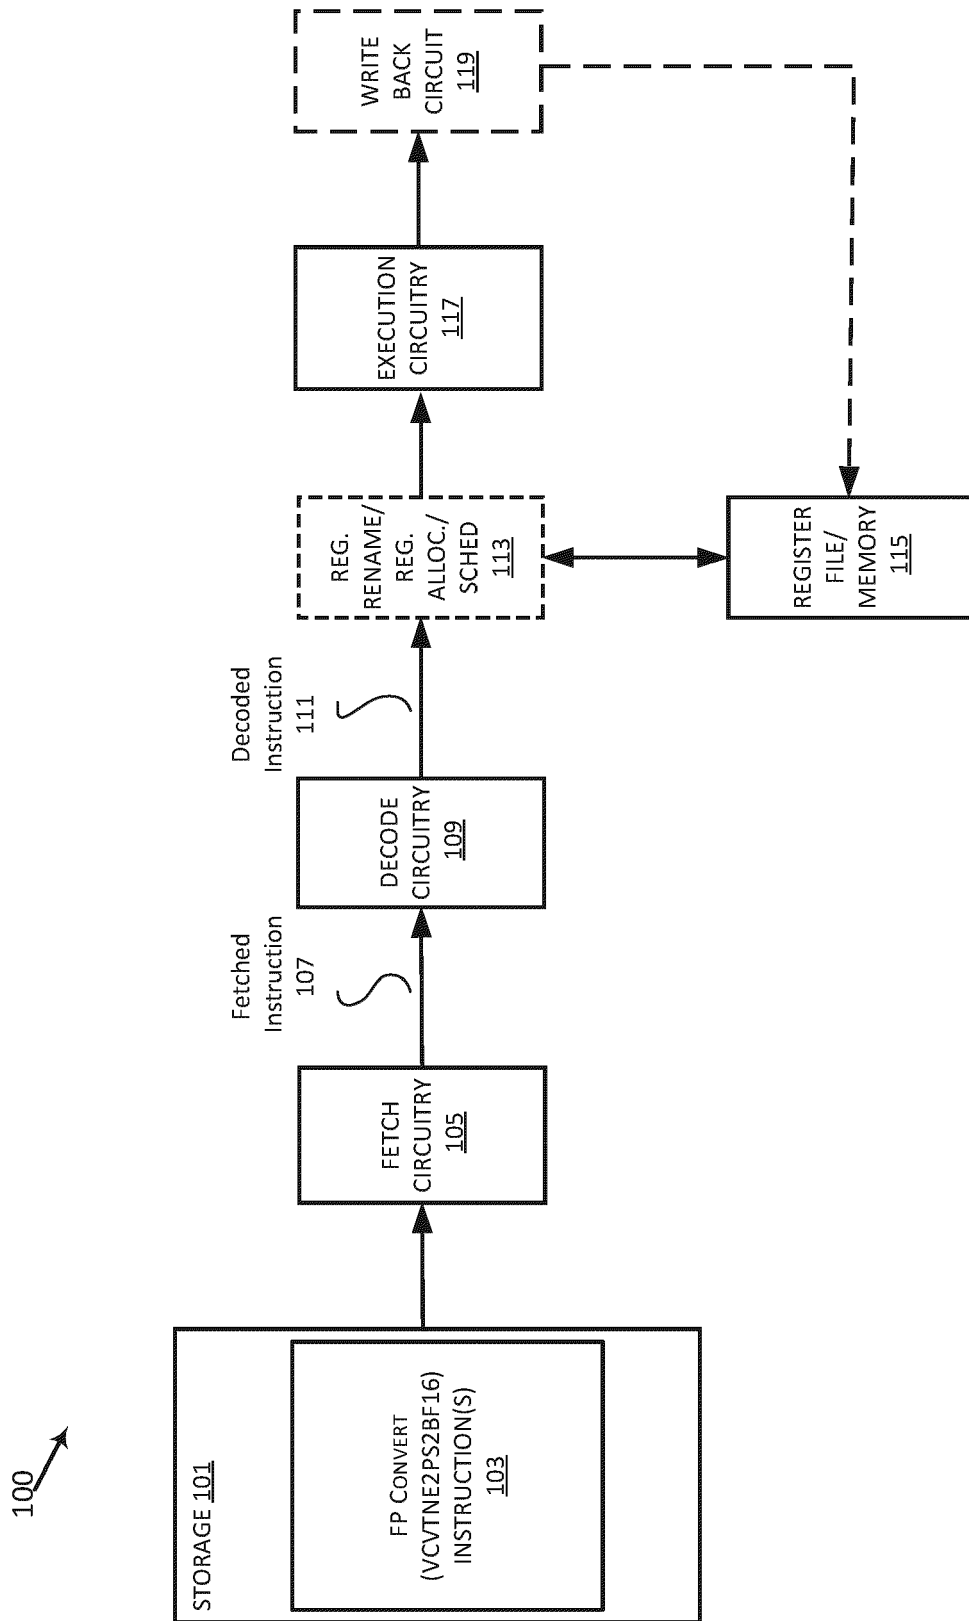 100
STORAGE 101
FP CONVERT
(VCVTNE2PS2BF16)
INSTRUCTION(S)
103
FETCH
CIRCUITRY
105
Fetched
Instruction
107
DECODE
CIRCUITRY
109
Decoded
Instruction
111
REG.
RENAME/
REG.
ALLOC./
SCHED
113
REGISTER
FILE/
MEMORY
115
EXECUTION
CIRCUITRY
117
WRITE
BACK
CIRCUIT
119